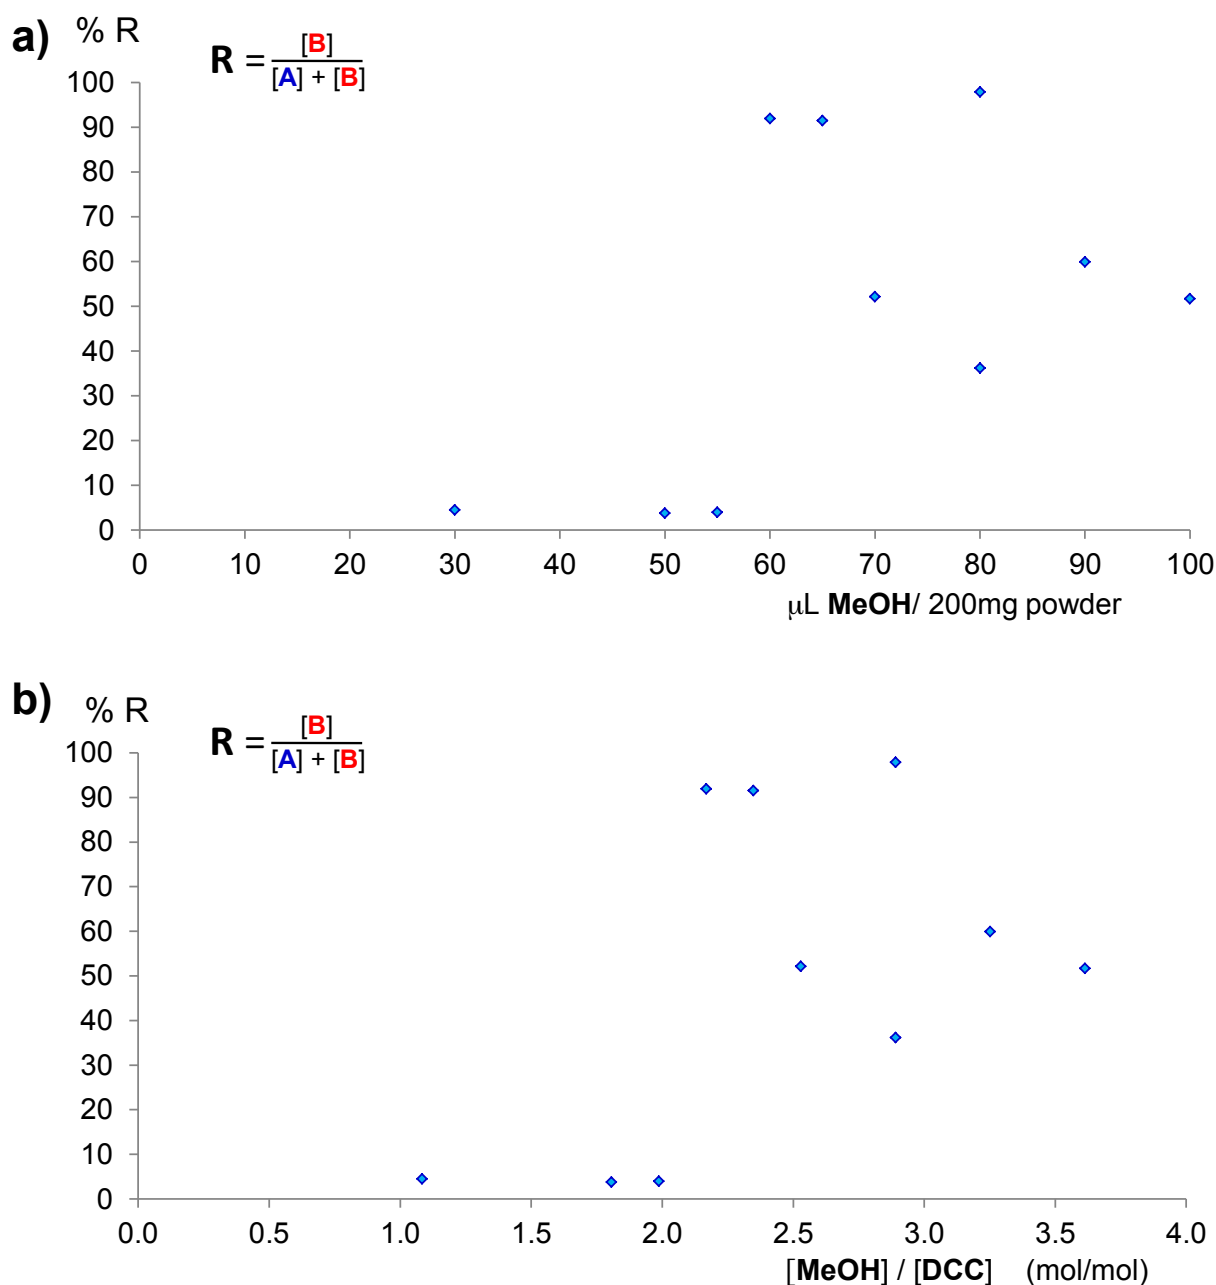 a) % R
R = [B] / [A] + [B]
100
90
80
70
60
50
40
30
20
10
0
0 10 20 30 40 50 60 70 80 90 100
μL MeOH/ 200mg powder
b) % R
R = [B] / [A] + [B]
100
90
80
70
60
50
40
30
20
10
0
0.0 0.5 1.0 1.5 2.0 2.5 3.0 3.5 4.0
[MeOH] / [DCC] (mol/mol)